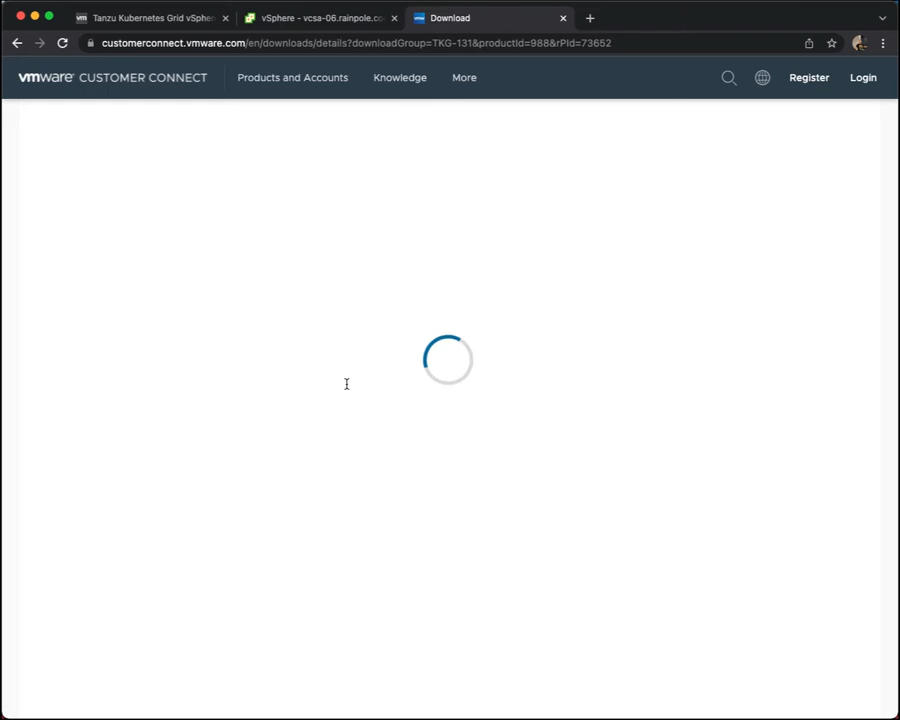 Tanzu Kubernetes Grid vSpher
vSphere - vcsa-06.rainpole.co
Download
customerconnect.vmware.com/en/downloads/details?downloadGroup=TKG-131&productId=988&rPId=73652
vmware CUSTOMER CONNECT
Products and Accounts
Knowledge
More
Register
Login